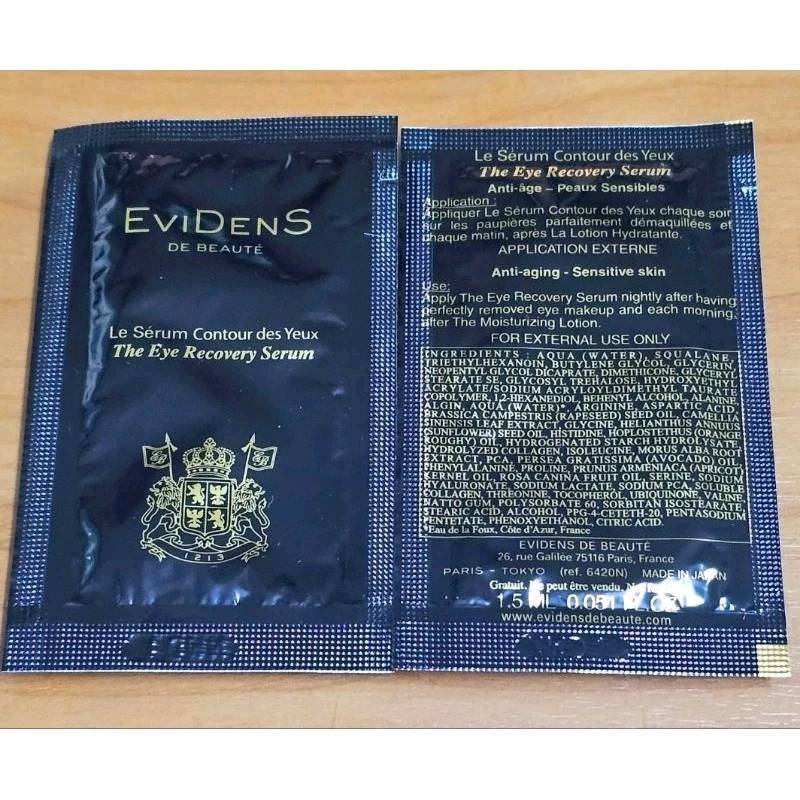 EVIDENS
DE BEAUTÉ
Le Sérum Contour des Yeux
The Eye Recovery Serum
1213
Le Sérum Contour des Yeux
The Eye Recovery Serum
Anti-âge – Peaux Sensibles
Application :
Appliquer Le Sérum Contour des Yeux chaque soir
sur les paupières parfaitement démaquillées et
chaque matin, après La Lotion Hydratante.
APPLICATION EXTERNE
Anti-aging - Sensitive skin
Use:
Apply The Eye Recovery Serum nightly after having
perfectly removed eye makeup and each morning,
after The Moisturizing Lotion.
FOR EXTERNAL USE ONLY
INGREDIENTS : AQUA (WATER), SQUALANE,
TRIETHYLHEXANOIN, BUTYLENE GLYCOL, GLYCERIN,
NEOPENTYL GLYCOL DICAPRATE, DIMETHICONE, GLYCERYL
STEARATE SE, GLYCOSYL TREHALOSE, HYDROXYETHYL
ACRYLATE/SODIUM ACRYLOYLDIMETHYL TAURATE
COPOLYMER, 1,2-HEXANEDIOL, BEHENYL ALCOHOL, ALANINE,
ALGIN, AQUA (WATER)*, ARGININE, ASPARTIC ACID,
BRASSICA CAMPESTRIS (RAPESEED) SEED OIL, CAMELLIA
SINENSIS LEAF EXTRACT, GLYCINE, HELIANTHUS ANNUUS
(SUNFLOWER) SEED OIL, HISTIDINE, HOPLOSTETHUS (ORANGE
ROUGHY) OIL, HYDROGENATED STARCH HYDROLYSATE,
HYDROLYZED COLLAGEN, ISOLEUCINE, MORUS ALBA ROOT
EXTRACT, PCA, PERSEA GRATISSIMA (AVOCADO) OIL,
PHENYLALANINE, PROLINE, PRUNUS ARMENIACA (APRICOT)
KERNEL OIL, ROSA CANINA FRUIT OIL, SERINE, SODIUM
HYALURONATE, SODIUM LACTATE, SODIUM PCA, SOLUBLE
COLLAGEN, THREONINE, TOCOPHEROL, UBIQUINONE, VALINE,
NATTO GUM, POLYSORBATE 60, SORBITAN ISOSTEARATE,
STEARIC ACID, ALCOHOL, PPG-4-CETETH-20, PENTASODIUM
PENTETATE, PHENOXYETHANOL, CITRIC ACID.
*Eau de la Foux, Côte d'Azur, France
EVIDENS DE BEAUTÉ
26, rue Galilée 75116 Paris, France
PARIS - TOKYO (ref. 6420N) MADE IN JAPAN
Gratuit. Ne peut être vendu.
1.5 ML 0.051
www.evidensdebeaute.com